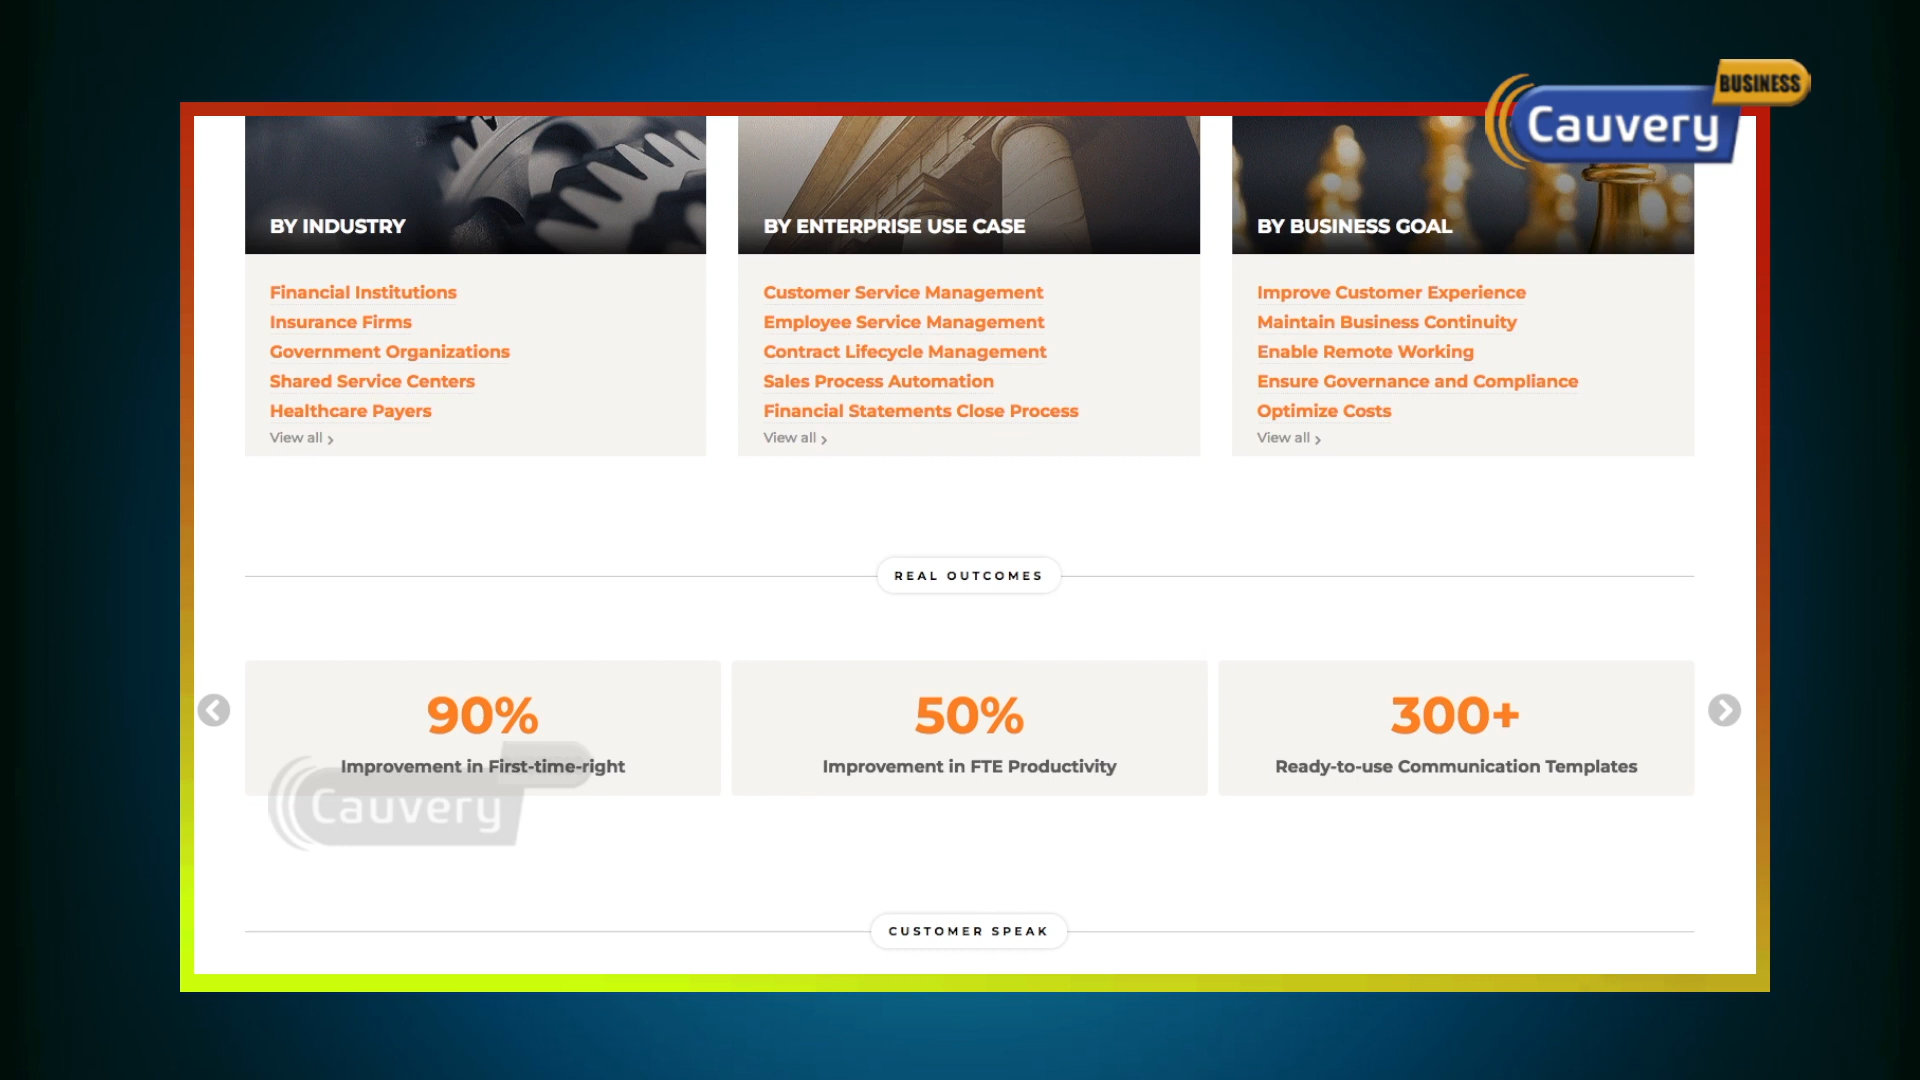 BUSINESS
Cauvery
BY INDUSTRY
Financial Institutions
Insurance Firms
Government Organizations
Shared Service Centers
Healthcare Payers
View all ›
BY ENTERPRISE USE CASE
Customer Service Management
Employee Service Management
Contract Lifecycle Management
Sales Process Automation
Financial Statements Close Process
View all ›
BY BUSINESS GOAL
Improve Customer Experience
Maintain Business Continuity
Enable Remote Working
Ensure Governance and Compliance
Optimize Costs
View all ›
REAL OUTCOMES
90%
Improvement in First-time-right
50%
Improvement in FTE Productivity
300+
Ready-to-use Communication Templates
Cauvery
CUSTOMER SPEAK